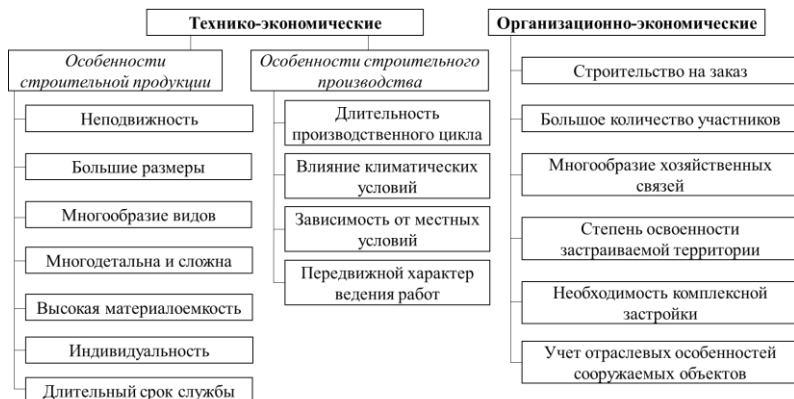 Технико-экономические
Организационно-экономические
Особенности
строительной продукции
Неподвижность
Большие размеры
Многообразие видов
Многодетальна и сложна
Высокая материалоемкость
Индивидуальность
Длительный срок службы
Особенности строительного
производства
Длительность
производственного цикла
Влияние климатических
условий
Зависимость от местных
условий
Передвижной характер
ведения работ
Строительство на заказ
Большое количество участников
Многообразие хозяйственных
связей
Степень освоенности
застраиваемой территории
Необходимость комплексной
застройки
Учет отраслевых особенностей
сооружаемых объектов